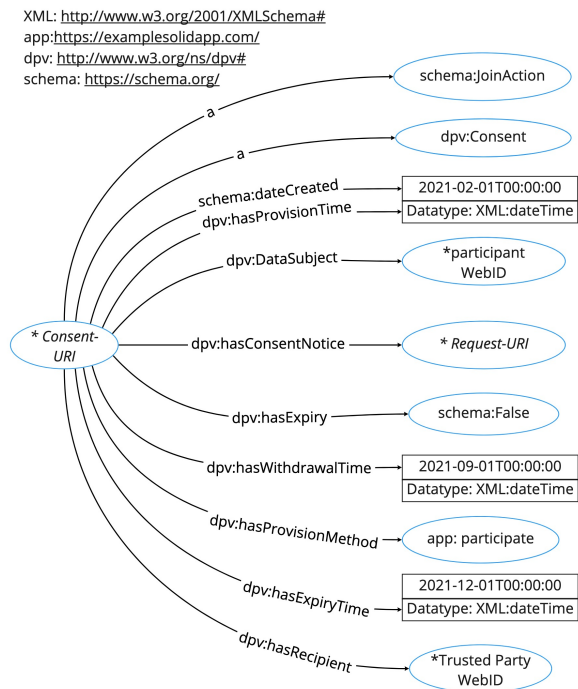 XML: http://www.w3.org/2001/XMLSchema#
app:https://examplesolidapp.com/
dpv: http://www.w3.org/ns/dpv#
schema: https://schema.org/
schema:JoinAction
a
dpv:Consent
a
schema:dateCreated
2021-02-01T00:00:00
dpv:hasProvisionTime
Datatype: XML:dateTime
dpv:DataSubject
*participant
WebID
* Consent-
URI
dpv:hasConsentNotice
* Request-URI
dpv:hasExpiry
schema:False
dpv:hasWithdrawalTime
2021-09-01T00:00:00
Datatype: XML:dateTime
dpv:hasProvisionMethod
app: participate
dpv:hasExpiryTime
2021-12-01T00:00:00
Datatype: XML:dateTime
dpv:hasRecipient
*Trusted Party
WebID